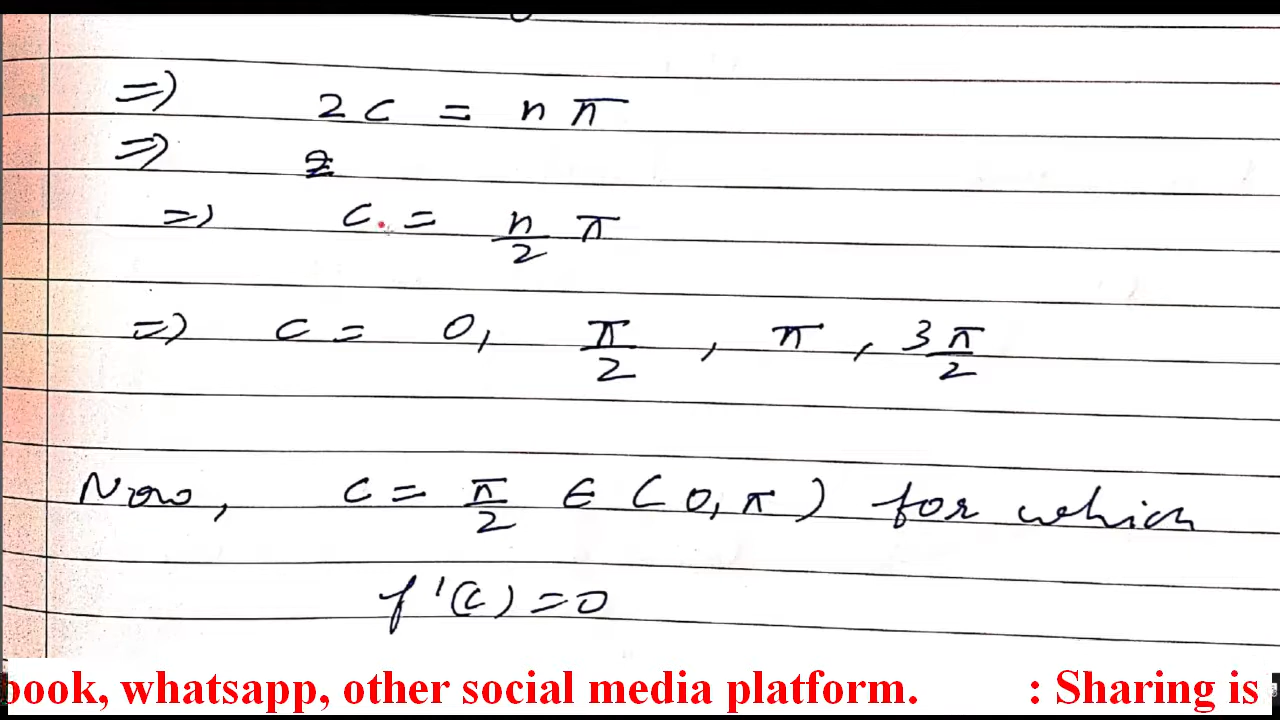 => 2c = nπ
=>
=> c = n/2 π
=> c = 0, π/2, π, 3π/2
Now, c = π/2 ∈ (0, π) for which
f'(c) = 0
book, whatsapp, other social media platform. : Sharing is